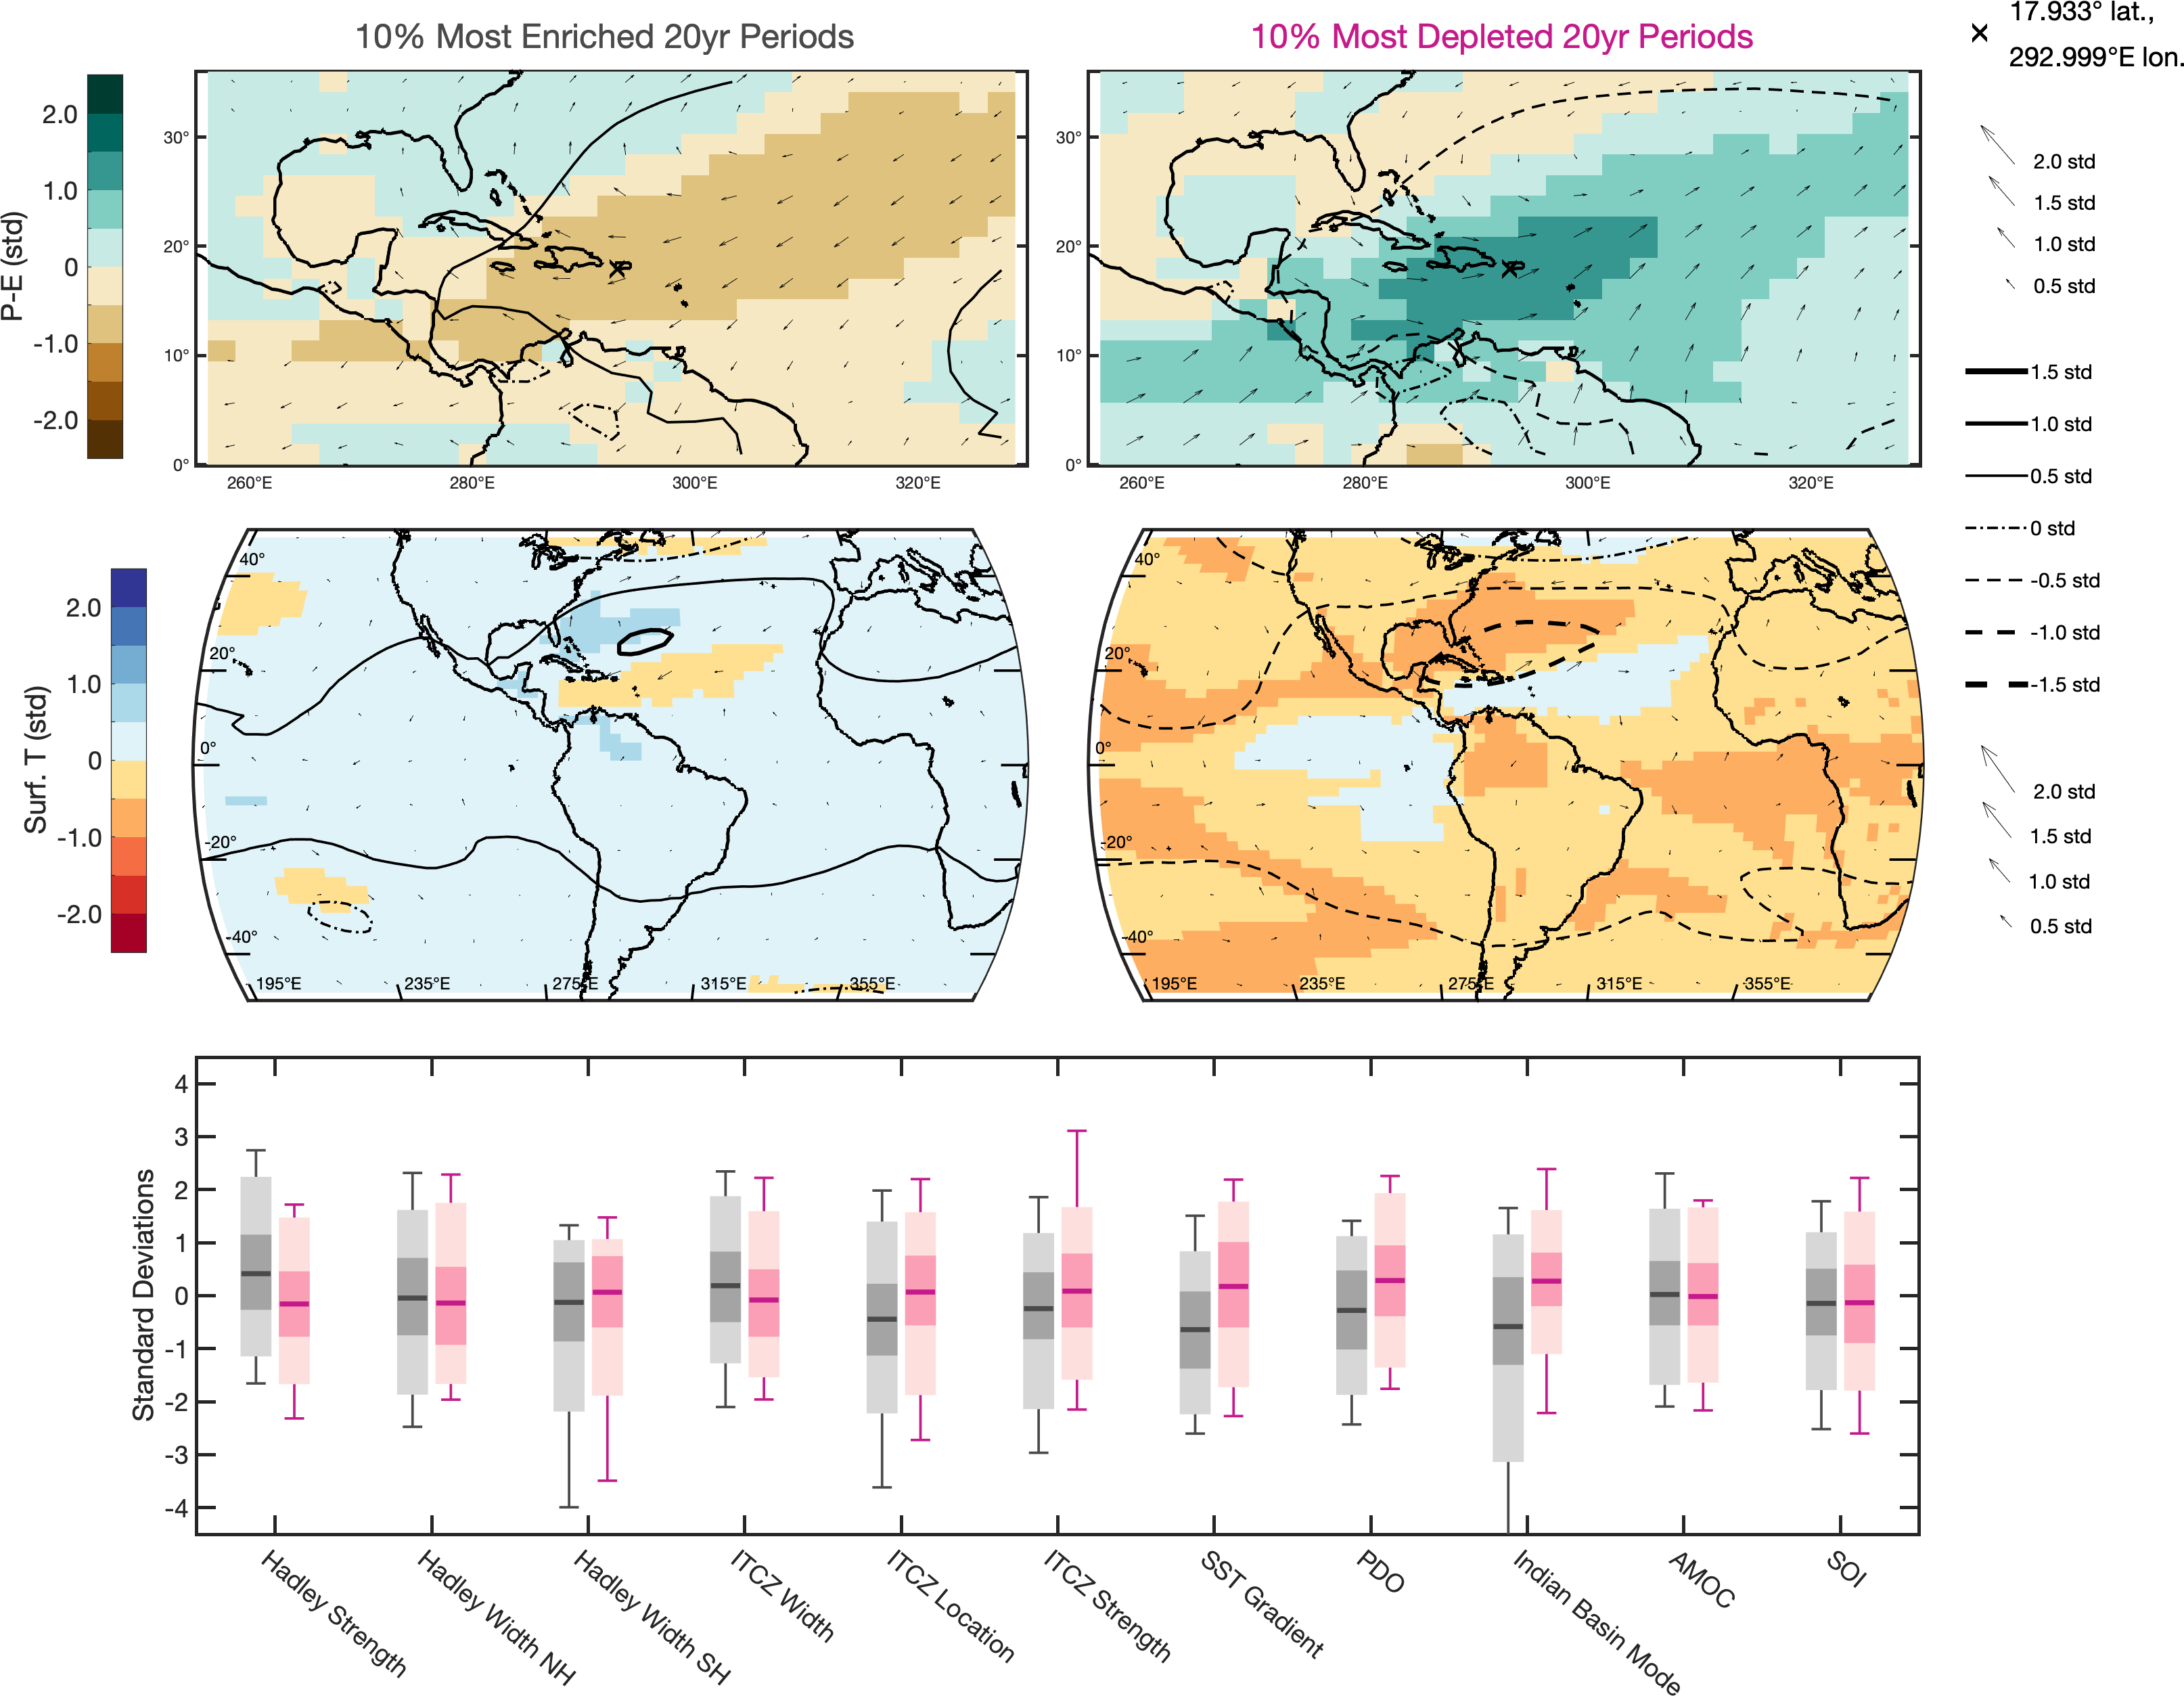 10% Most Enriched 20yr Periods
10% Most Depleted 20yr Periods
17.933° lat.,
292.999°E lon.
P-E (std)
2.0
1.0
0
-1.0
-2.0
30°
20°
10°
0°
260°E
280°E
300°E
320°E
30°
20°
10°
0°
260°E
280°E
300°E
320°E
2.0 std
1.5 std
1.0 std
0.5 std
1.5 std
1.0 std
0.5 std
0 std
-0.5 std
-1.0 std
-1.5 std
Surf. T (std)
2.0
1.0
0
-1.0
-2.0
40°
20°
0°
-20°
-40°
195°E
235°E
275°E
315°E
355°E
40°
20°
0°
-20°
-40°
195°E
235°E
275°E
315°E
355°E
2.0 std
1.5 std
1.0 std
0.5 std
Standard Deviations
4
3
2
1
0
-1
-2
-3
-4
Hadley Strength
Hadley Width NH
Hadley Width SH
ITCZ Width
ITCZ Location
ITCZ Strength
SST Gradient
PDO
Indian Basin Mode
AMOC
SOI